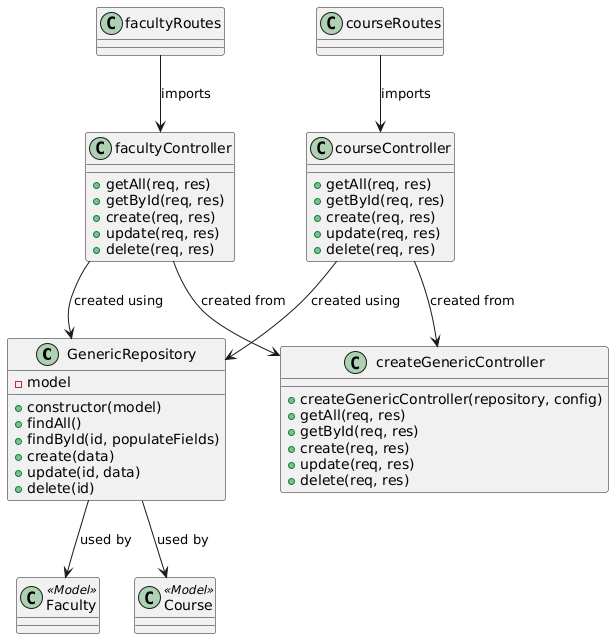 C facultyRoutes
C courseRoutes
imports
imports
C facultyController
getAll(req, res)
getById(req, res)
create(req, res)
update(req, res)
delete(req, res)
C courseController
getAll(req, res)
getById(req, res)
create(req, res)
update(req, res)
delete(req, res)
created using
created from
created using
created from
C GenericRepository
model
constructor(model)
findAll()
findById(id, populateFields)
create(data)
update(id, data)
delete(id)
C createGenericController
createGenericController(repository, config)
getAll(req, res)
getById(req, res)
create(req, res)
update(req, res)
delete(req, res)
used by
used by
C «Model»
Faculty
C «Model»
Course